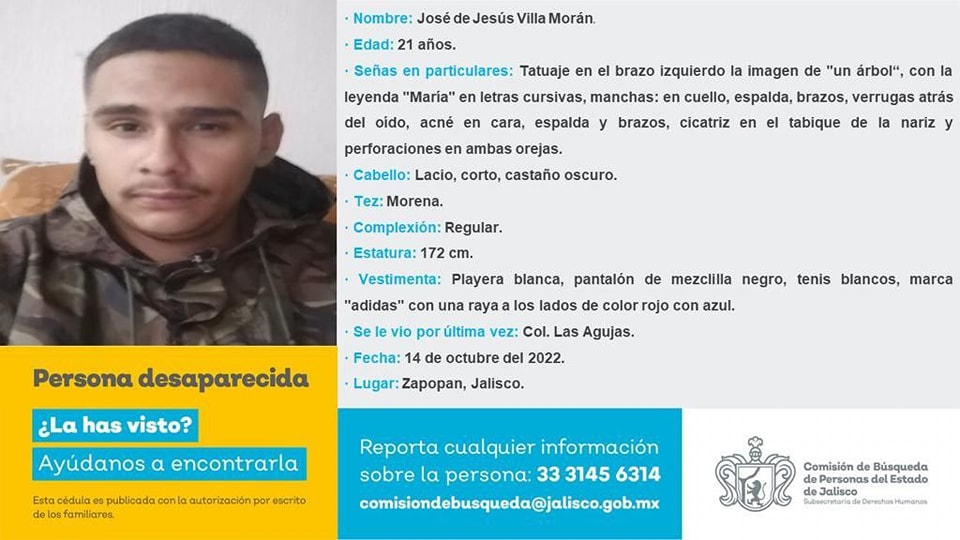 · Nombre: José de Jesús Villa Morán.
· Edad: 21 años.
· Señas en particulares: Tatuaje en el brazo izquierdo la imagen de "un árbol“, con la
leyenda "María" en letras cursivas, manchas: en cuello, espalda, brazos, verrugas atrás
del oido, acné en cara, espalda y brazos, cicatriz en el tabique de la nariz y
perforaciones en ambas orejas.
· Cabello: Lacio, corto, castaño oscuro.
· Tez: Morena.
· Complexión: Regular.
· Estatura: 172 cm.
· Vestimenta: Playera blanca, pantalón de mezclilla negro, tenis blancos, marca
"adidas" con una raya a los lados de color rojo con azul.
· Se le vio por última vez: Col. Las Agujas.
· Fecha: 14 de octubre del 2022.
· Lugar: Zapopan, Jalisco.
Persona desaparecida
¿La has visto?
Ayúdanos a encontrarla
Esta cédula es publicada con la autorización por escrito
de los familiares.
Reporta cualquier información
sobre la persona: 33 3145 6314
comisiondebusqueda@jalisco.gob.mx
Comisión de Búsqueda
de Personas del Estado
de Jalisco
Subsecretaría de Derechos Humanos